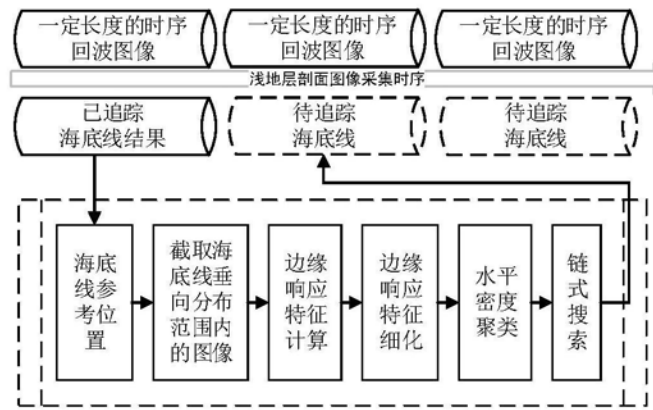 一定长度的时序
回波图像
一定长度的时序
回波图像
一定长度的时序
回波图像
浅地层剖面图像采集时序
已追踪
海底线结果
待追踪
海底线
待追踪
海底线
海底
线参
考位
置
截取海
底线垂
向分布
范围内
的图像
边缘
响应
特征
计算
边缘
响应
特征
细化
水平
密度
聚类
链式
搜索